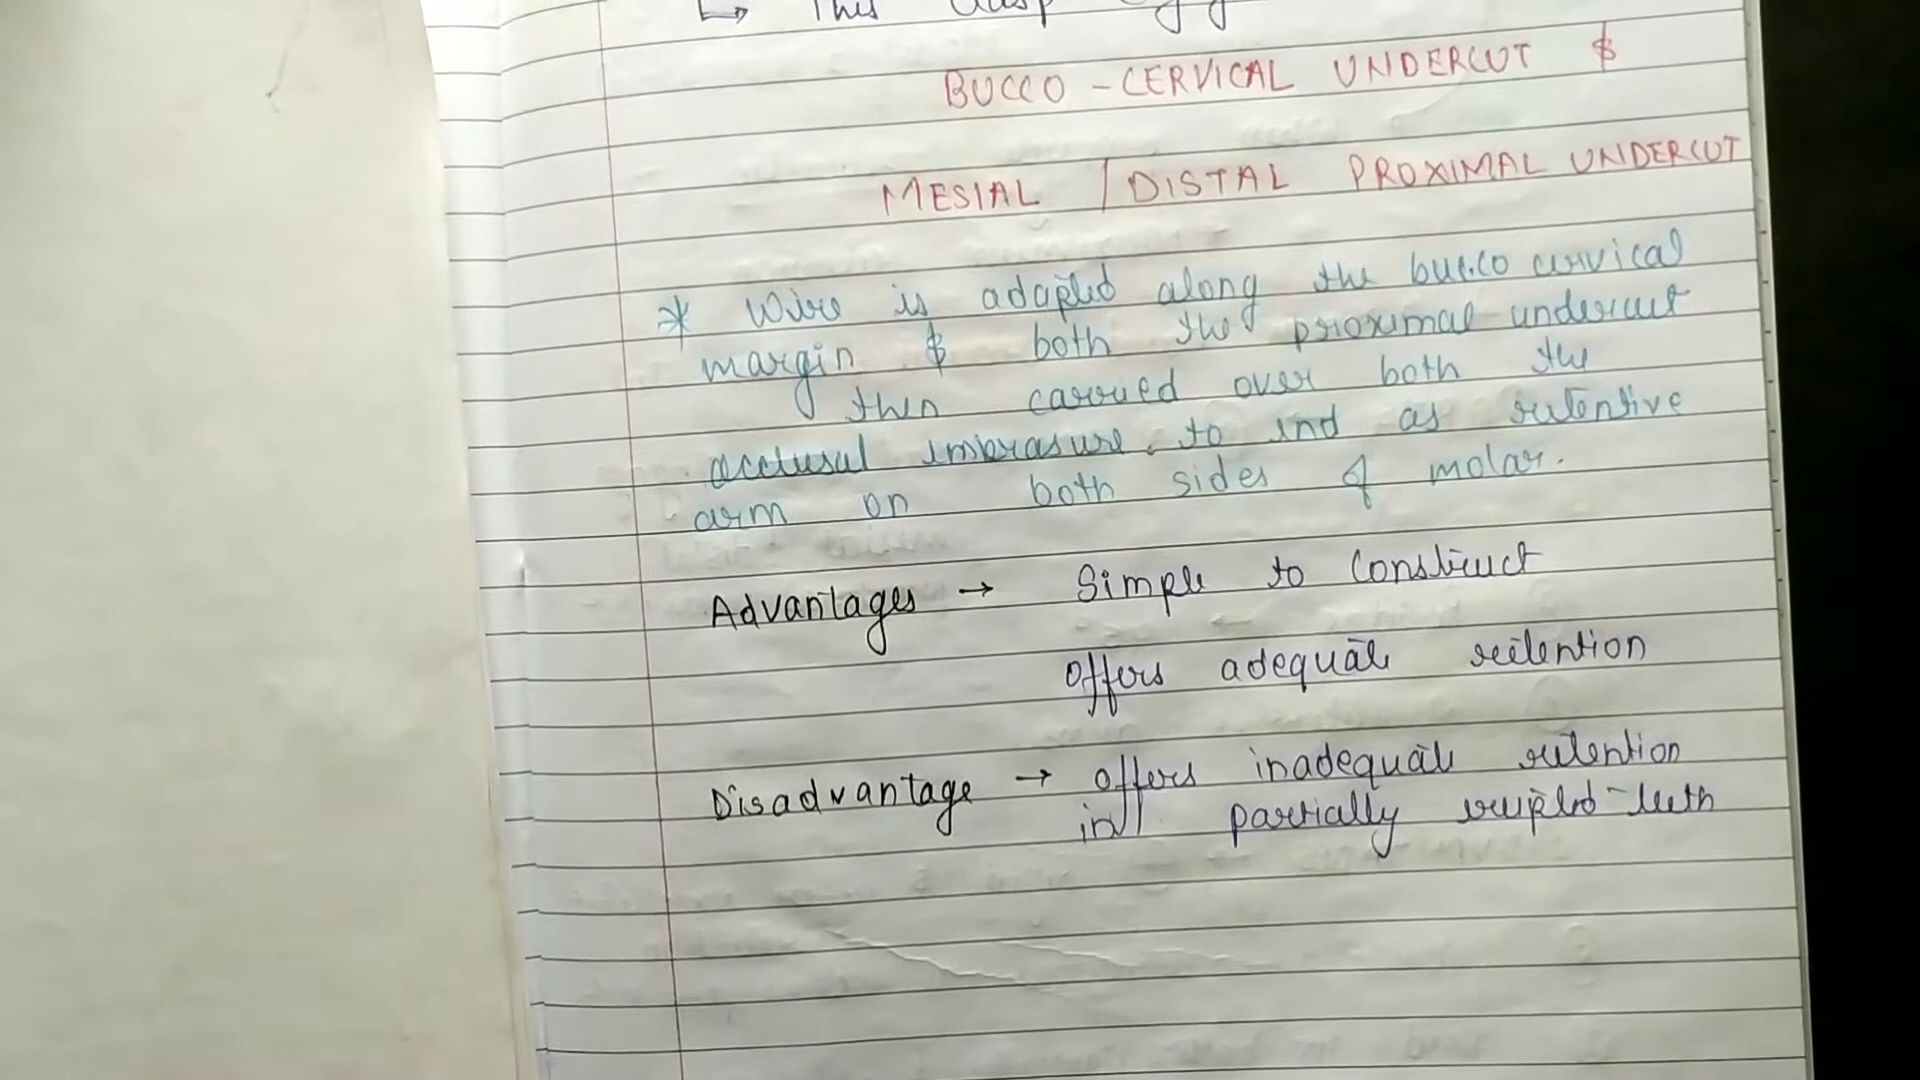 ↳ This clasp
BUCCO - CERVICAL UNDERCUT &
MESIAL / DISTAL PROXIMAL UNDERCUT
* Wire is adapted along the bucco cervical
margin & both the proximal undercut
then carried over both the
occlusal embrasure to end as retentive
arm on both sides of molar.
Advantages → Simple to Construct
Offers adequate retention
Disadvantage → Offers inadequate retention
in partially erupted teeth